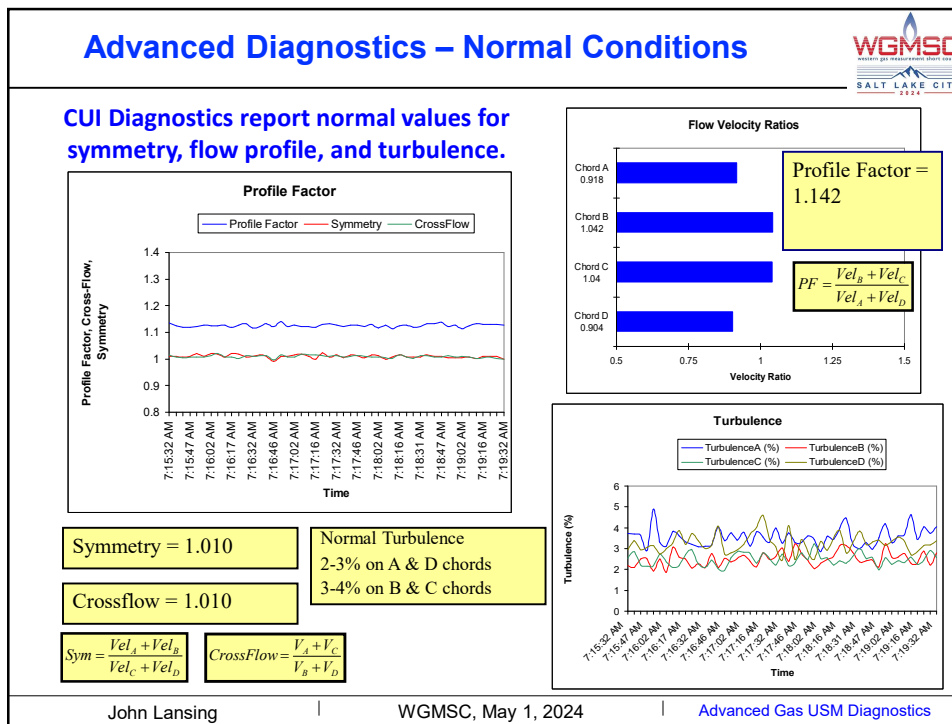 Advanced Diagnostics – Normal Conditions
WGMSC
western gas measurement short cou
SALT LAKE CIT
2024
CUI Diagnostics report normal values for
symmetry, flow profile, and turbulence.
Profile Factor
Profile Factor Symmetry CrossFlow
Profile Factor, Cross-Flow,
Symmetry
1.4
1.3
1.2
1.1
1
0.9
0.8
7:15:32 AM
7:15:47 AM
7:16:02 AM
7:16:17 AM
7:16:32 AM
7:16:46 AM
7:17:02 AM
7:17:16 AM
7:17:32 AM
7:17:46 AM
7:18:02 AM
7:18:16 AM
7:18:31 AM
7:18:47 AM
7:19:02 AM
7:19:16 AM
7:19:32 AM
Time
Flow Velocity Ratios
Chord A
0.918
Chord B
1.042
Chord C
1.04
Chord D
0.904
0.5 0.75 1 1.25 1.5
Velocity Ratio
Profile Factor =
1.142
PF = (Vel_B + Vel_C) / (Vel_A + Vel_D)
Turbulence
TurbulenceA (%) TurbulenceB (%)
TurbulenceC (%) TurbulenceD (%)
Turbulence (%)
6
5
4
3
2
1
0
7:15:32 AM
7:15:47 AM
7:16:02 AM
7:16:17 AM
7:16:32 AM
7:16:46 AM
7:17:02 AM
7:17:16 AM
7:17:32 AM
7:17:46 AM
7:18:02 AM
7:18:16 AM
7:18:31 AM
7:18:47 AM
7:19:02 AM
7:19:16 AM
7:19:32 AM
Time
Symmetry = 1.010
Crossflow = 1.010
Normal Turbulence
2-3% on A & D chords
3-4% on B & C chords
Sym = (Vel_A + Vel_B) / (Vel_C + Vel_D)
CrossFlow = (V_A + V_C) / (V_B + V_D)
John Lansing
WGMSC, May 1, 2024
Advanced Gas USM Diagnostics